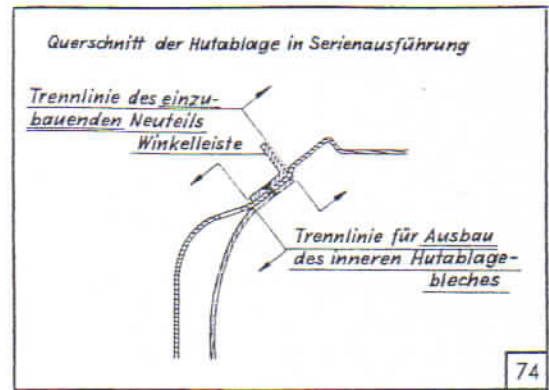 Querschnitt der Hutablage in Serienausführung
Trennlinie des einzu-
bauenden Neuteils
Winkelleiste
Trennlinie für Ausbau
des inneren Hutablage-
bleches
74